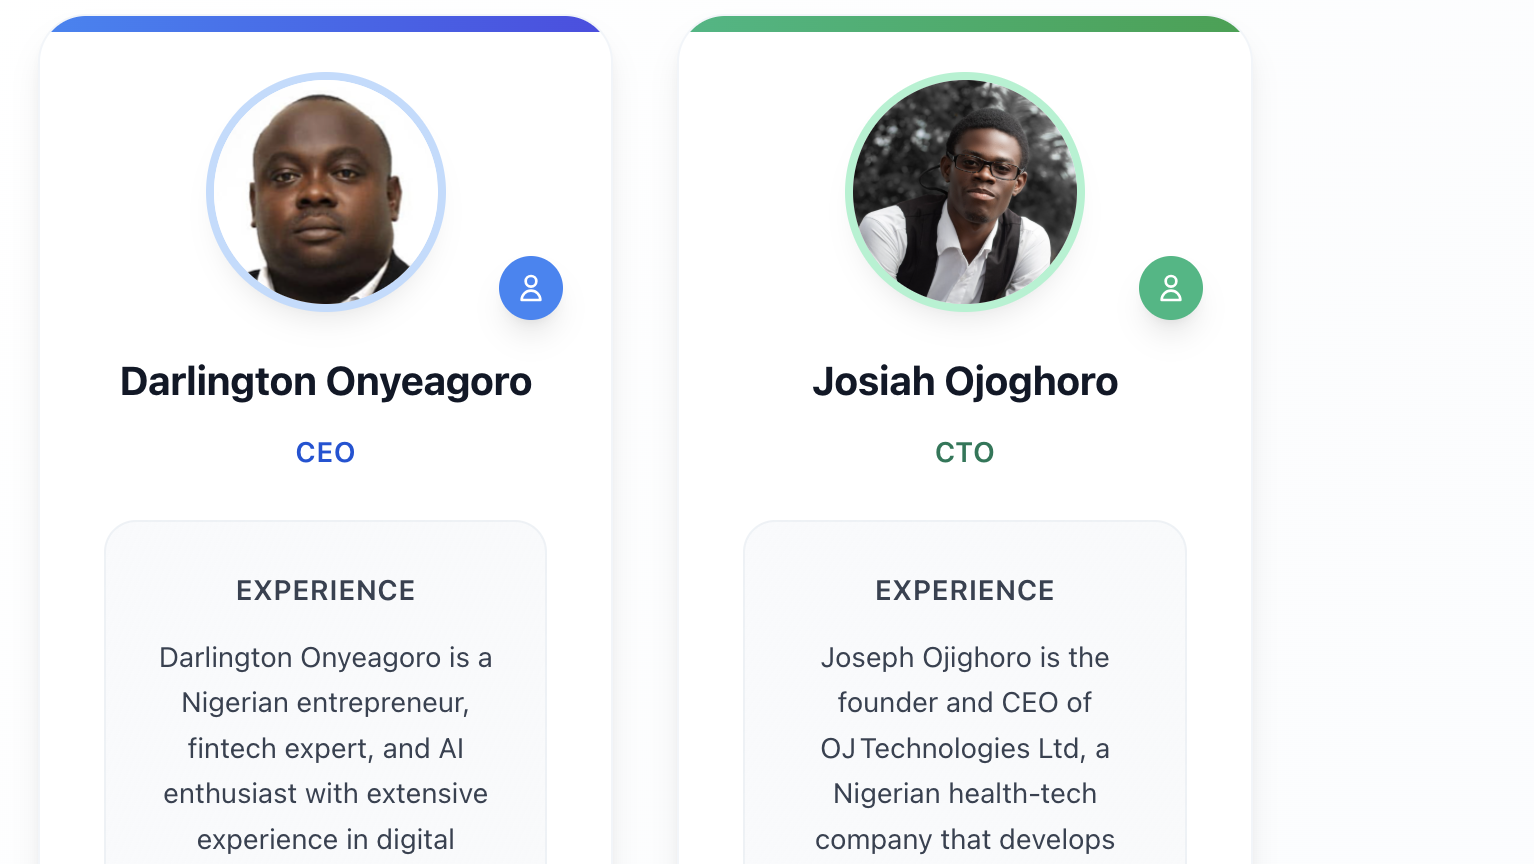 Darlington Onyeagoro
CEO
EXPERIENCE
Darlington Onyeagoro is a
Nigerian entrepreneur,
fintech expert, and AI
enthusiast with extensive
experience in digital
Josiah Ojoghoro
CTO
EXPERIENCE
Joseph Ojighoro is the
founder and CEO of
OJ Technologies Ltd, a
Nigerian health-tech
company that develops